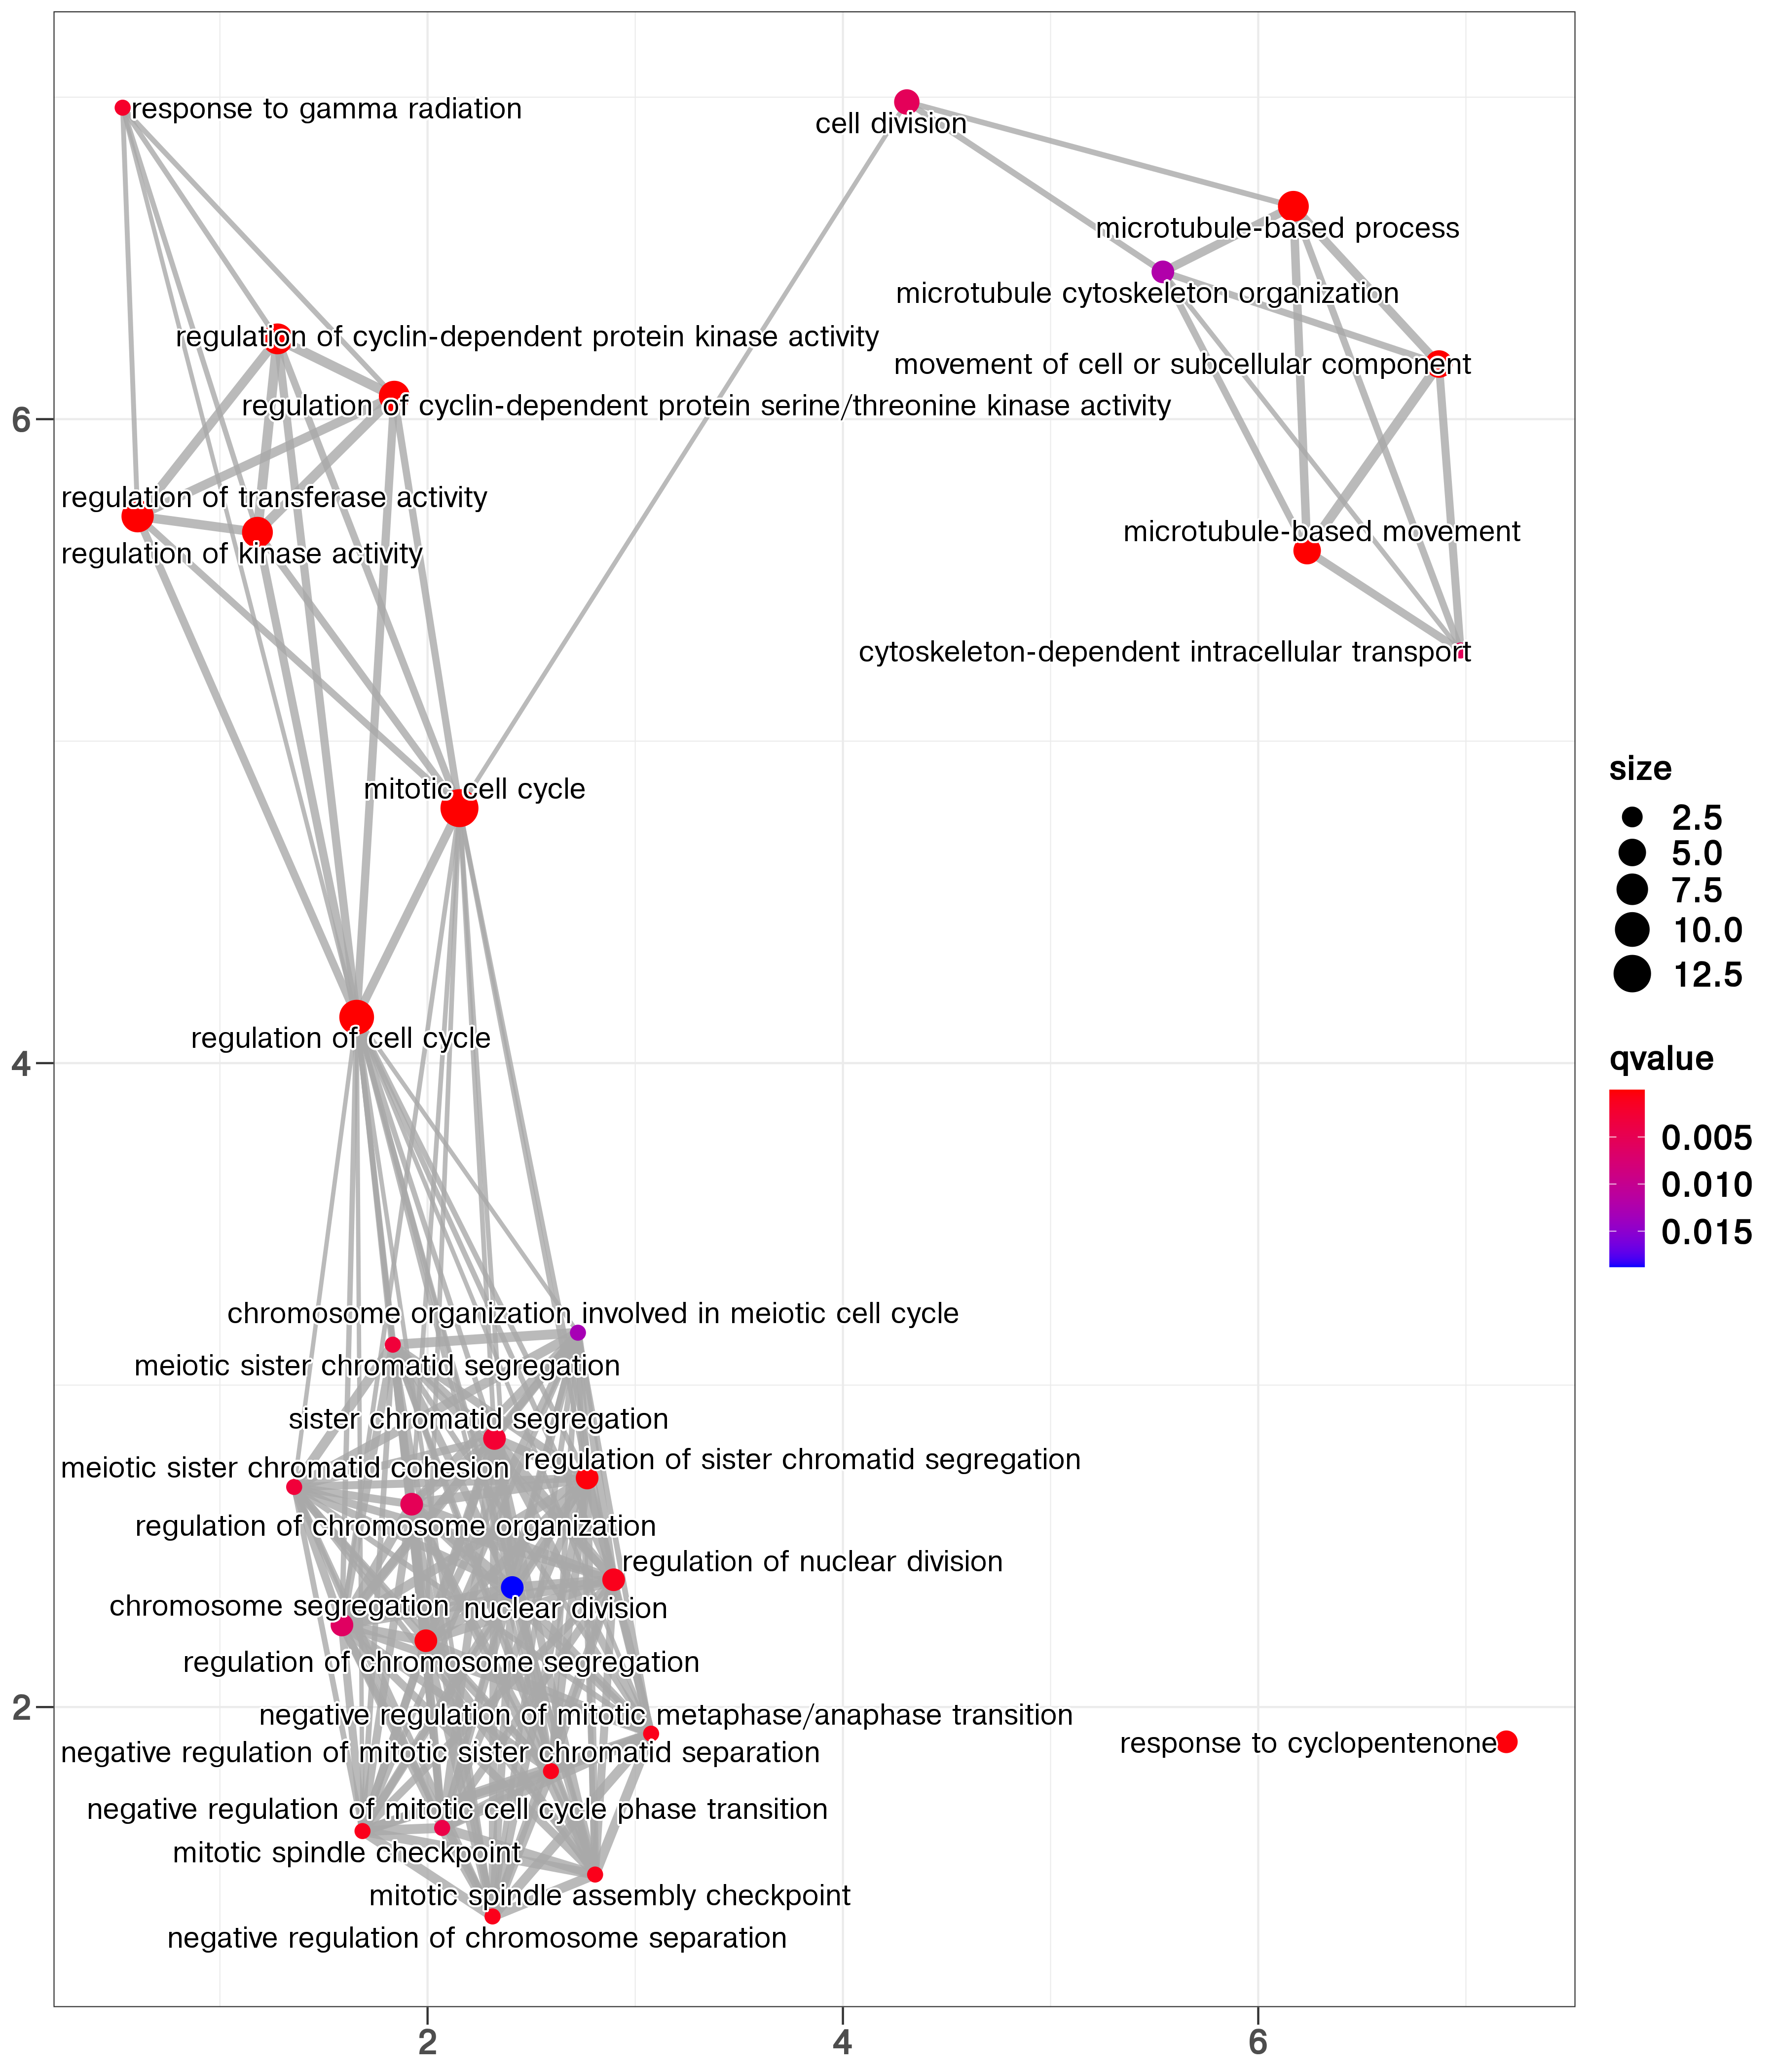 response to gamma radiation
cell division
microtubule-based process
microtubule cytoskeleton organization
regulation of cyclin-dependent protein kinase activity
movement of cell or subcellular component
regulation of cyclin-dependent protein serine/threonine kinase activity
6
regulation of transferase activity
microtubule-based movement
regulation of kinase activity
cytoskeleton-dependent intracellular transport
mitotic cell cycle
size
2.5
5.0
7.5
10.0
12.5
regulation of cell cycle
4
qvalue
0.005
0.010
0.015
chromosome organization involved in meiotic cell cycle
meiotic sister chromatid segregation
sister chromatid segregation
regulation of sister chromatid segregation
meiotic sister chromatid cohesion
regulation of chromosome organization
regulation of nuclear division
chromosome segregation
nuclear division
regulation of chromosome segregation
2
negative regulation of mitotic metaphase/anaphase transition
response to cyclopentenone
negative regulation of mitotic sister chromatid separation
negative regulation of mitotic cell cycle phase transition
mitotic spindle checkpoint
mitotic spindle assembly checkpoint
negative regulation of chromosome separation
2 4 6